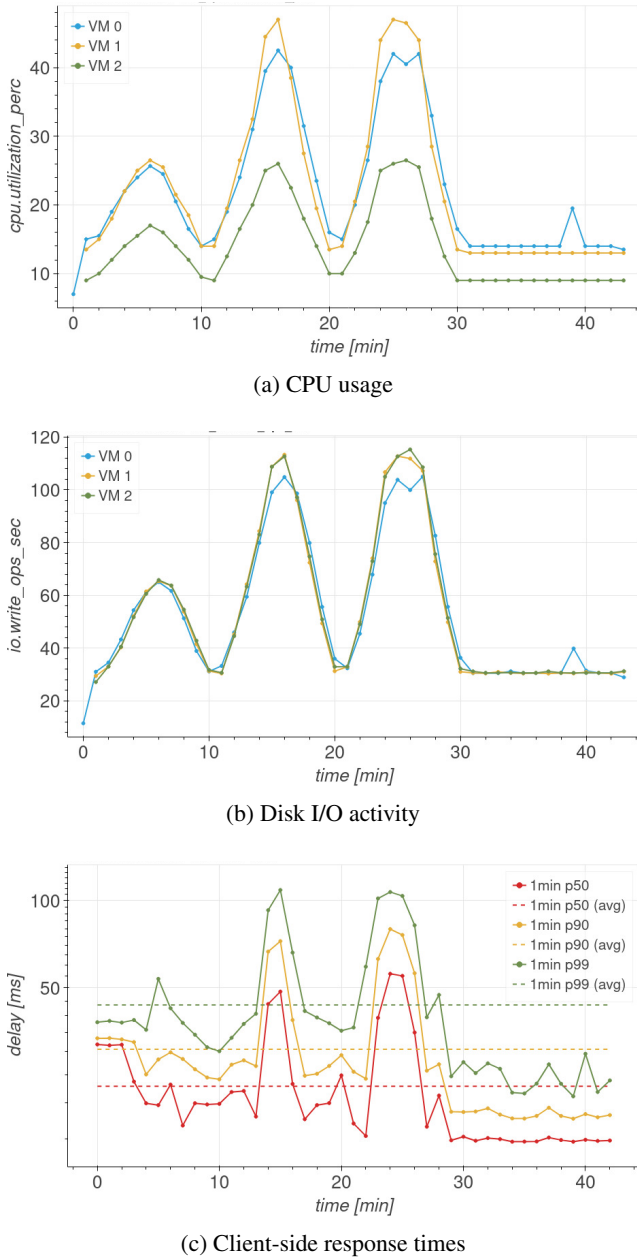 VM 0
VM 1
VM 2
cpu.utilization_perc
40
30
20
10
0
10
20
30
40
time [min]
(a) CPU usage
VM 0
VM 1
VM 2
io.write_ops_sec
120
100
80
60
40
20
0
10
20
30
40
time [min]
(b) Disk I/O activity
1min p50
1min p50 (avg)
1min p90
1min p90 (avg)
1min p99
1min p99 (avg)
delay [ms]
100
50
0
10
20
30
40
time [min]
(c) Client-side response times